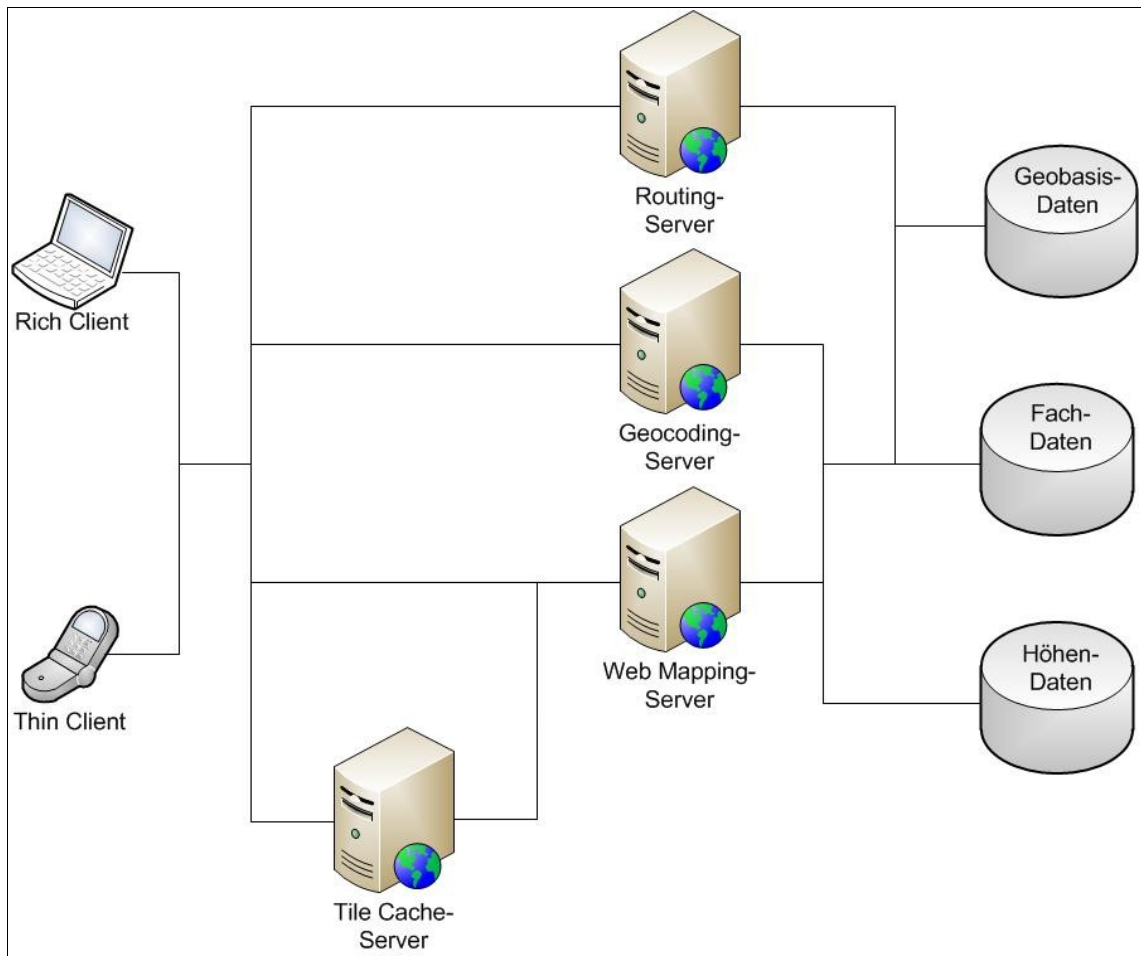 Routing-
Server
Geobasis-
Daten
Rich Client
Geocoding-
Server
Fach-
Daten
Web Mapping-
Server
Höhen-
Daten
Thin Client
Tile Cache-
Server